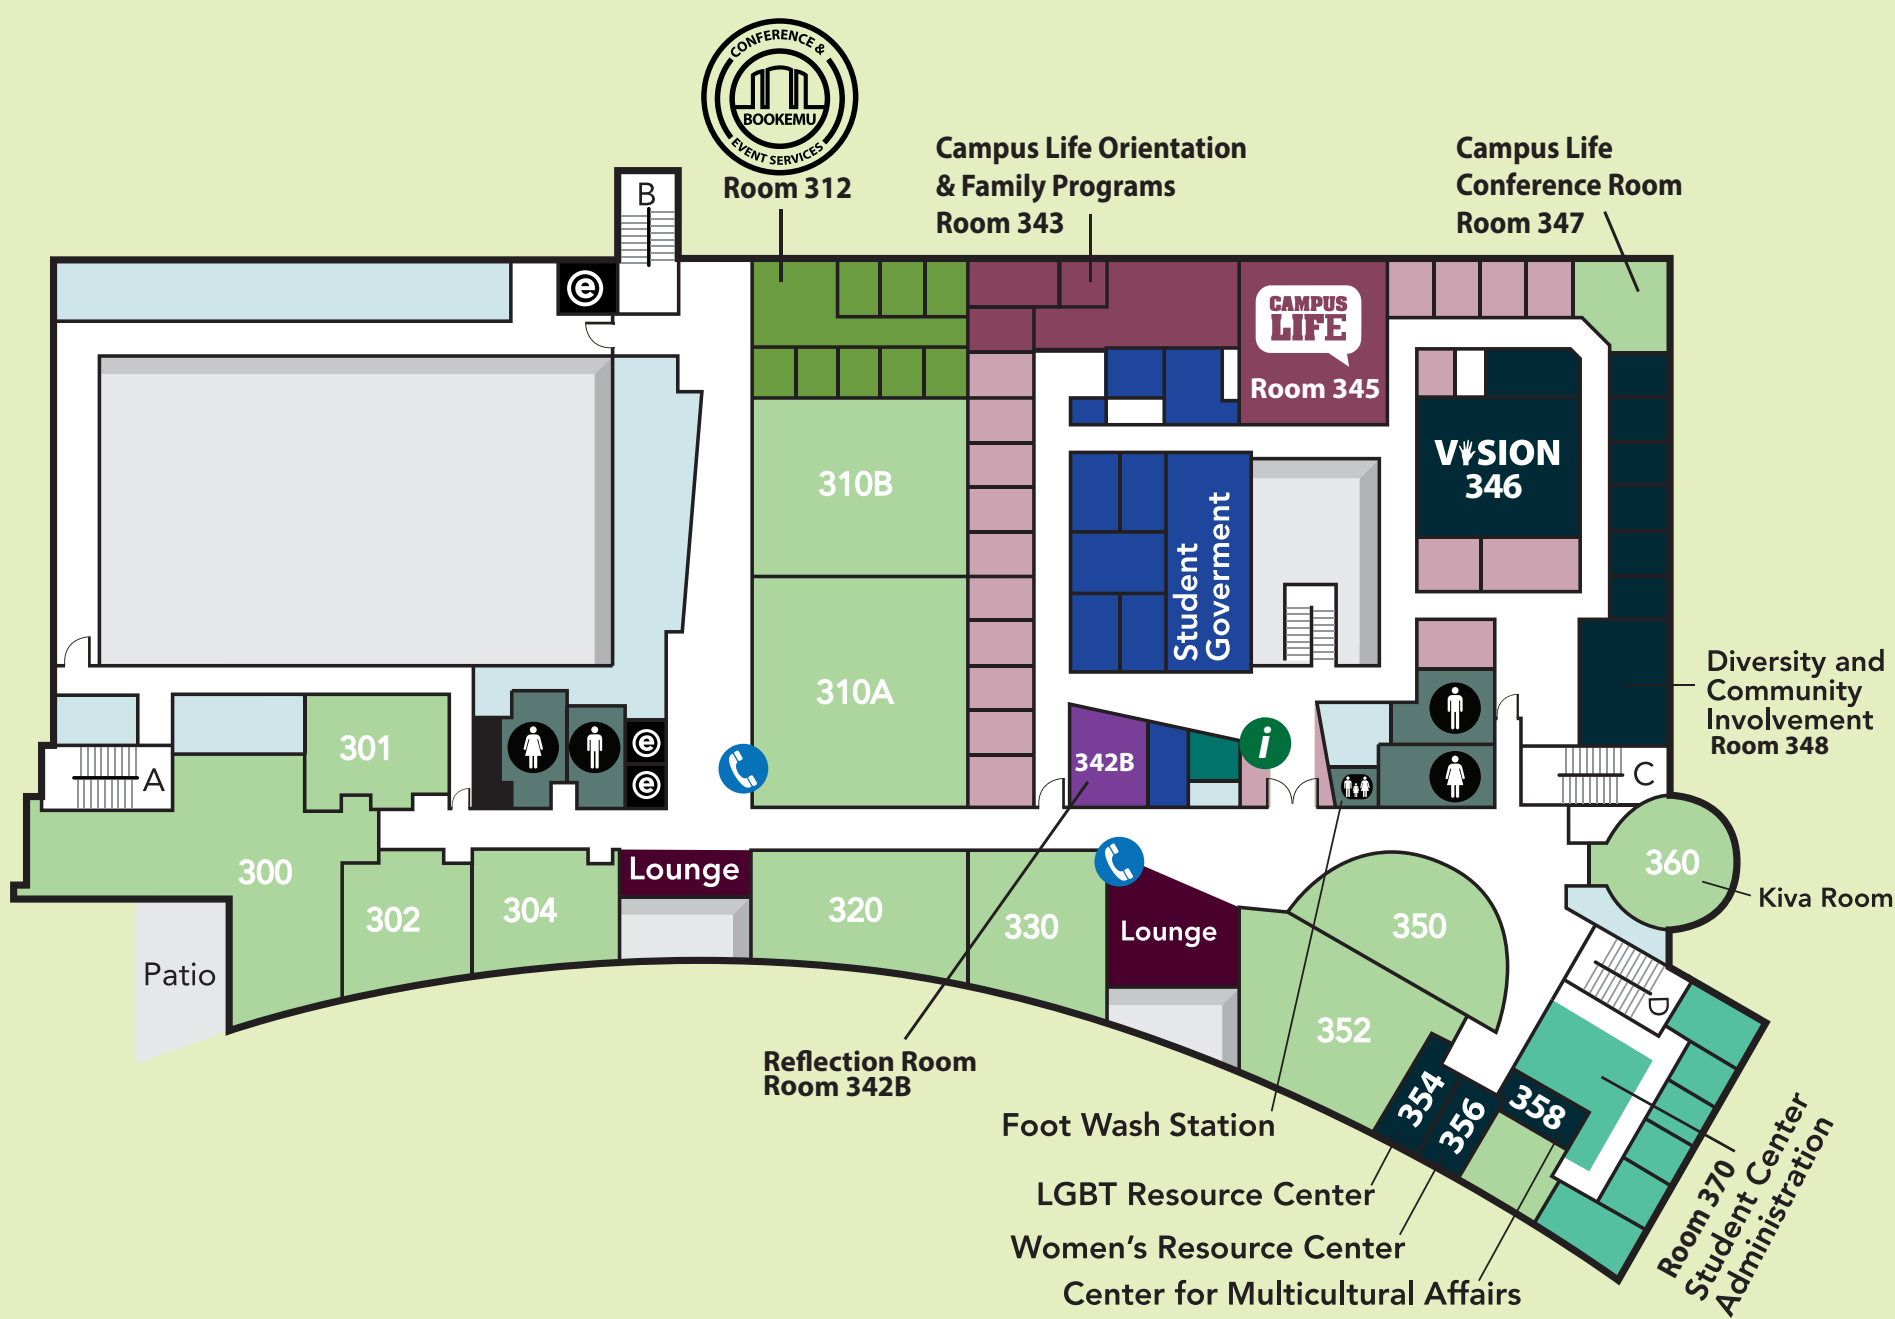 CONFERENCE &
BOOKEMU
EVENT SERVICES
Room 312
Campus Life Orientation
& Family Programs
Room 343
Campus Life
Conference Room
Room 347
B
e
CAMPUS
LIFE
Room 345
VISION
346
310B
Student
Goverment
310A
Diversity and
Community
Involvement
Room 348
301
A
e
e
342B
i
C
300
302
304
Lounge
320
330
Lounge
350
360
Kiva Room
Patio
352
D
Reflection Room
Room 342B
354
356
358
Foot Wash Station
LGBT Resource Center
Women's Resource Center
Center for Multicultural Affairs
Room 370
Student Center
Administration